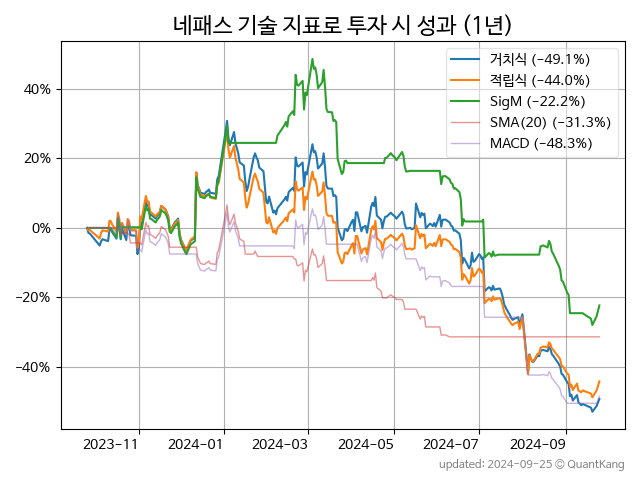 네패스 기술 지표로 투자 시 성과 (1년)
거치식 (−49.1%)
적립식 (−44.0%)
SigM (−22.2%)
SMA(20) (−31.3%)
MACD (−48.3%)
40%
20%
0%
−20%
−40%
2023-11 2024-01 2024-03 2024-05 2024-07 2024-09
updated: 2024-09-25 © QuantKang